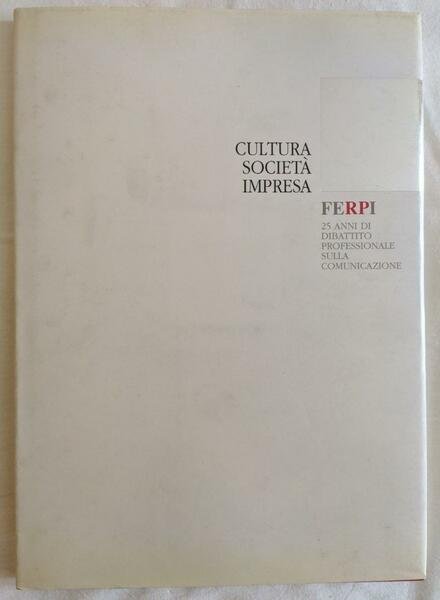 CULTURA
SOCIETÀ
IMPRESA
FERPI
25 ANNI DI
DIBATTITO
PROFESSIONALE
SULLA
COMUNICAZIONE